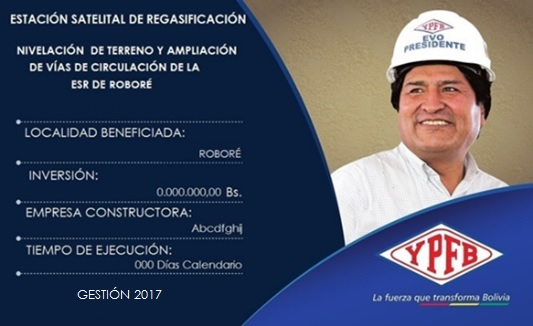 ESTACIÓN SATELITAL DE REGASIFICACIÓN
NIVELACIÓN DE TERRENO Y AMPLIACIÓN
DE VÍAS DE CIRCULACIÓN DE LA
ESR DE ROBORÉ
LOCALIDAD BENEFICIADA:
ROBORÉ
INVERSIÓN:
0.000.000,00 Bs.
EMPRESA CONSTRUCTORA:
Abcdfghij
TIEMPO DE EJECUCIÓN:
000 Días Calendario
GESTIÓN 2017
YPFB
EVO
PRESIDENTE
YPFB
La fuerza que transforma Bolivia